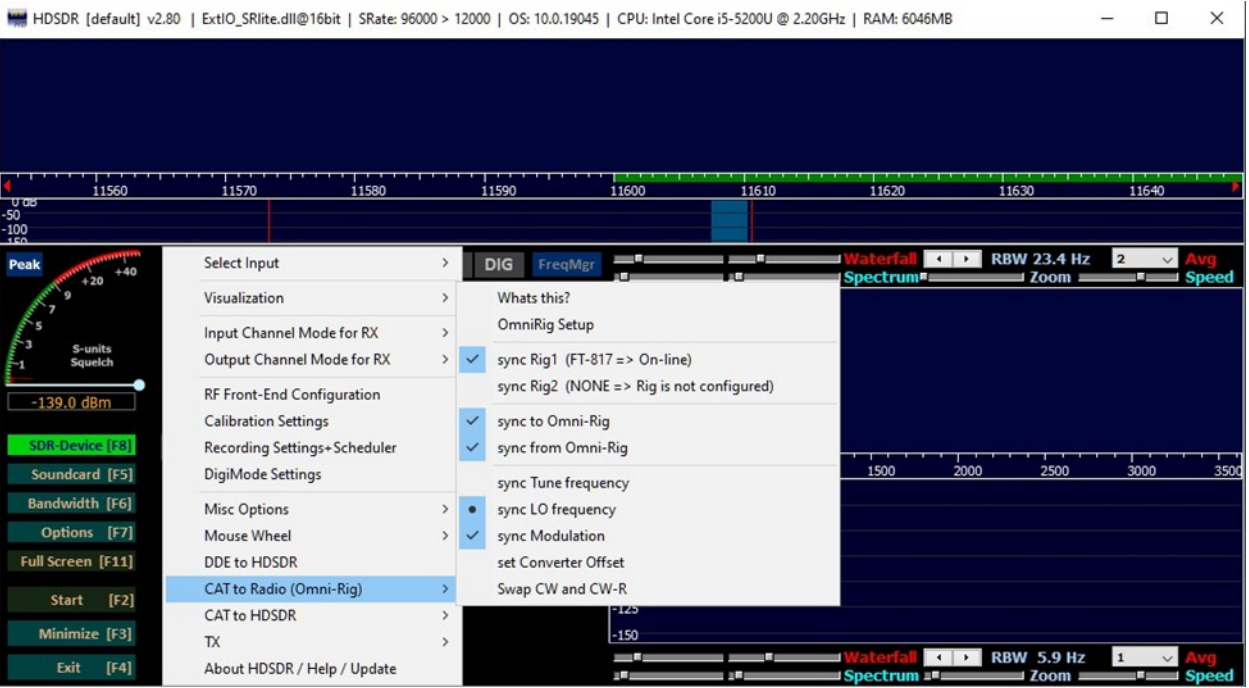 HDSDR [default] v2.80 | ExtIO_SRlite.dll@16bit | SRate: 96000 > 12000 | OS: 10.0.19045 | CPU: Intel Core i5-5200U @ 2.20GHz | RAM: 6046MB
11560 11570 11580 11590 11600 11610 11620 11630 11640
0 dB
-50
-100
-150
Peak
1 3 5 7 9 +20 +40
S-units
Squelch
-139.0 dBm
SDR-Device [F8]
Soundcard [F5]
Bandwidth [F6]
Options [F7]
Full Screen [F11]
Start [F2]
Minimize [F3]
Exit [F4]
Select Input
Visualization
Input Channel Mode for RX
Output Channel Mode for RX
RF Front-End Configuration
Calibration Settings
Recording Settings+Scheduler
DigiMode Settings
Misc Options
Mouse Wheel
DDE to HDSDR
CAT to Radio (Omni-Rig)
CAT to HDSDR
TX
About HDSDR / Help / Update
DIG FreqMgr
Waterfall RBW 23.4 Hz 2 Avg
Spectrum Zoom Speed
Whats this?
OmniRig Setup
sync Rig1 (FT-817 => On-line)
sync Rig2 (NONE => Rig is not configured)
sync to Omni-Rig
sync from Omni-Rig
sync Tune frequency
sync LO frequency
sync Modulation
set Converter Offset
Swap CW and CW-R
1500 2000 2500 3000 3500
-125
-150
Waterfall RBW 5.9 Hz 1 Avg
Spectrum Zoom Speed